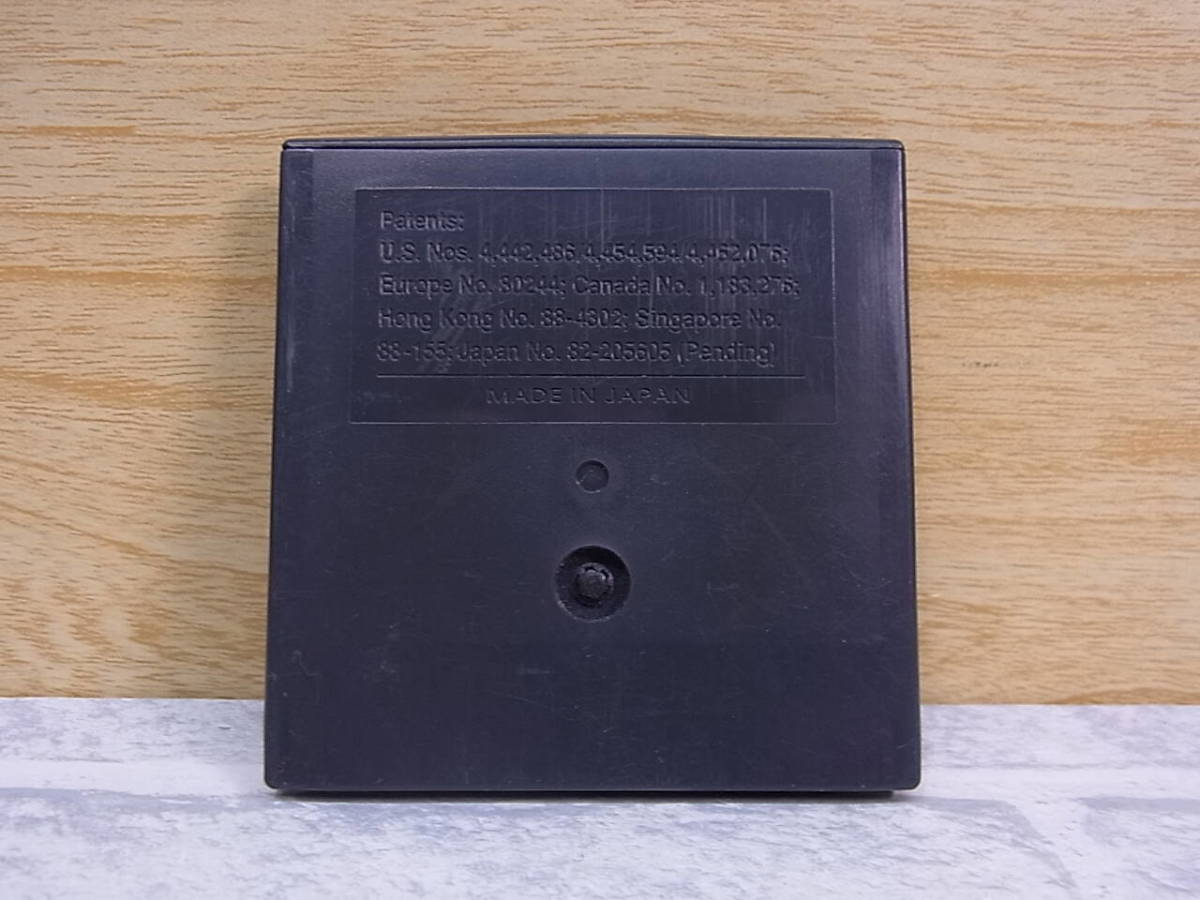 Patents:
U.S. Nos. 4,442,486/4,454,594/4,462,076;
Europe No. 80244; Canada No. 1,183,276;
Hong Kong No. 88-4302; Singapore No.
88-155; Japan No. 82-205605 (Pending)
MADE IN JAPAN